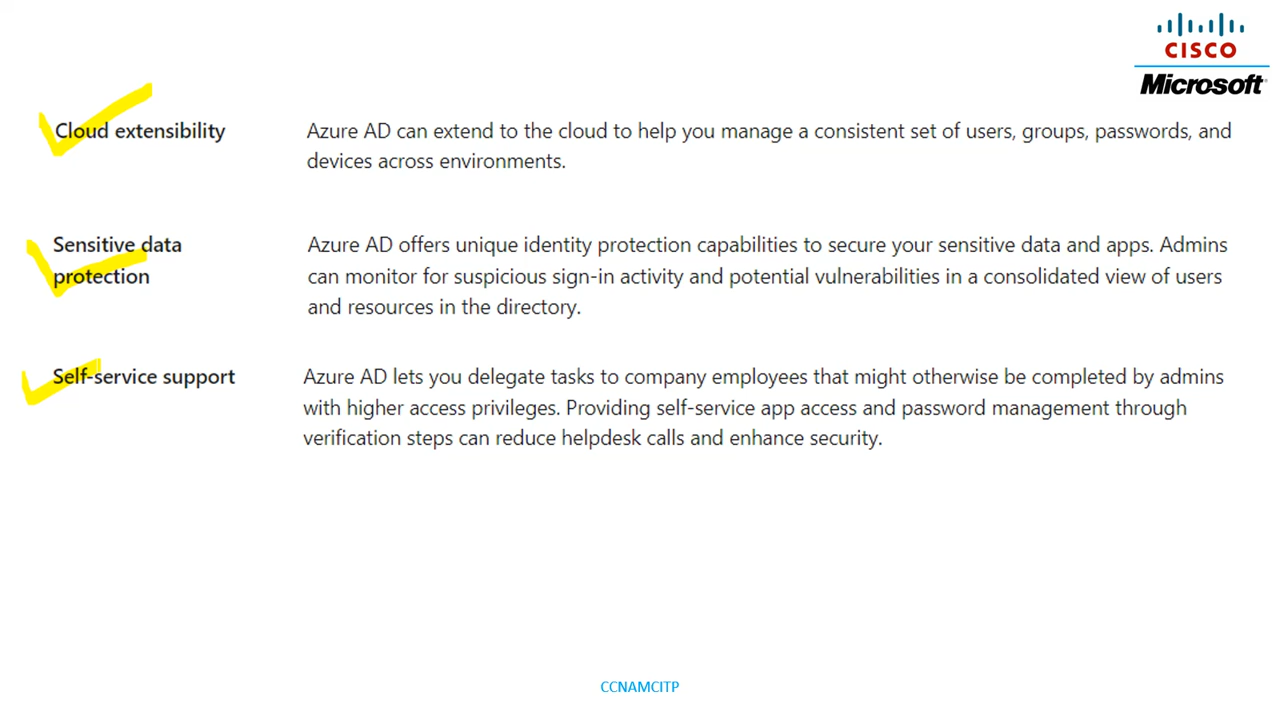 CISCO
Microsoft
Cloud extensibility
Azure AD can extend to the cloud to help you manage a consistent set of users, groups, passwords, and
devices across environments.
Sensitive data
protection
Azure AD offers unique identity protection capabilities to secure your sensitive data and apps. Admins
can monitor for suspicious sign-in activity and potential vulnerabilities in a consolidated view of users
and resources in the directory.
Self-service support
Azure AD lets you delegate tasks to company employees that might otherwise be completed by admins
with higher access privileges. Providing self-service app access and password management through
verification steps can reduce helpdesk calls and enhance security.
CCNAMCITP